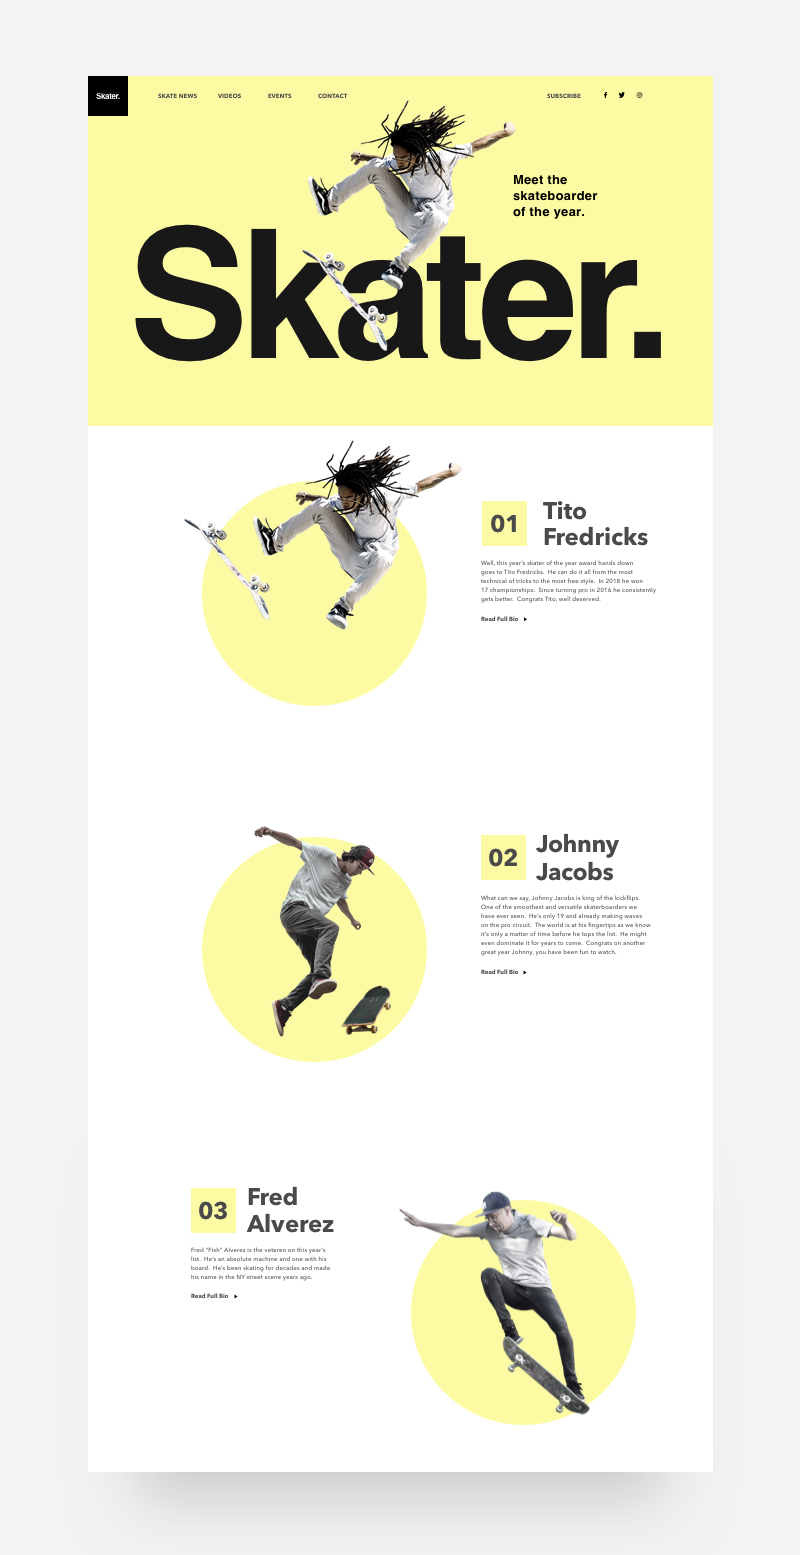 Skater.
SKATE NEWS VIDEOS EVENTS CONTACT SUBSCRIBE
Meet the
skateboarder
of the year.
Skater.
01
Tito
Fredricks
Well, this year's skater of the year award hands down
goes to Tito Fredricks. He can do it all from the most
technical of tricks to the most free style. In 2018 he won
17 championships. Since turning pro in 2016 he consistently
gets better. Congrats Tito, well deserved.
Read Full Bio
02
Johnny
Jacobs
What can we say, Johnny Jacobs is king of the kickflips.
One of the smoothest and versatile skaterboarders we
have ever seen. He's only 19 and already making waves
on the pro circuit. The world is at his fingertips as we know
it's only a matter of time before he tops the list. He might
even dominate it for years to come. Congrats on another
great year Johnny, you have been fun to watch.
Read Full Bio
03
Fred
Alverez
Fred "Fish" Alverez is the veteren on this year's
list. He's an absolute machine and one with his
board. He's been skating for decades and made
his name in the NY street scene years ago.
Read Full Bio